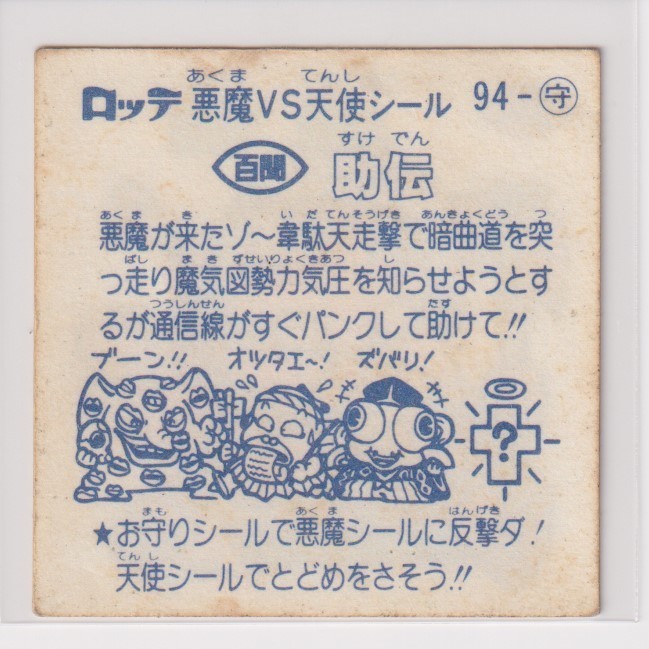 ロッテ 悪魔VS天使シール 94-守
あくま てんし
百聞 助伝
すけ でん
悪魔が来たゾ〜韋駄天走撃で暗曲道を突
あくま き いだてんそうげき あんきょくどう つ
っ走り魔気図勢力気圧を知らせようとす
ぱし まきずせいりょくきあつ し
るが通信線がすぐパンクして助けて!!
つうしんせん たす
ブーン!! オツタエ〜! ズバリ!
?
★お守りシールで悪魔シールに反撃ダ!
まも あくま はんげき
天使シールでとどめをさそう!!
てんし